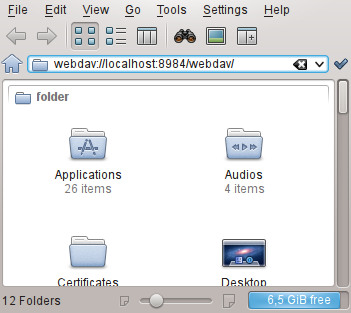 File Edit View Go Tools Settings Help
webdav://localhost:8984/webdav/
folder
Applications Audios
26 items 4 items
Certificates Desktop
12 Folders 6,5 GiB free